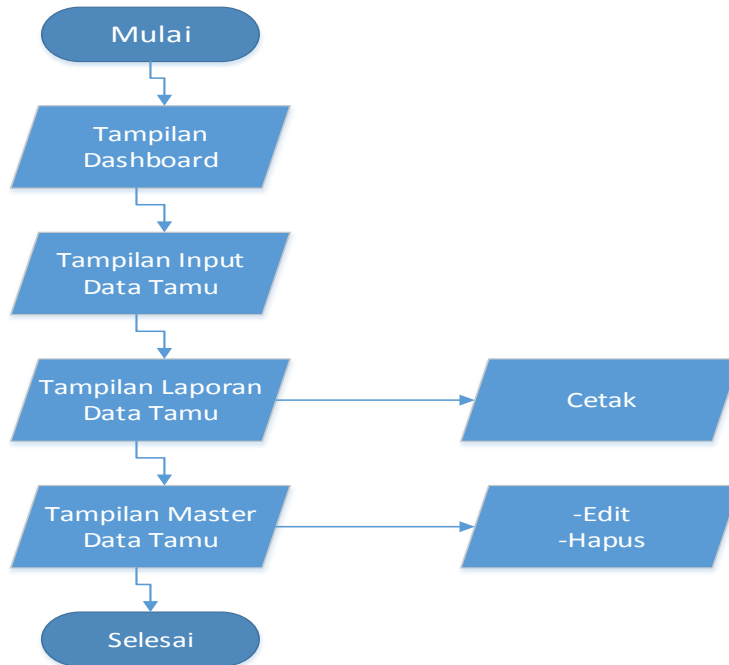 Mulai
Tampilan
Dashboard
Tampilan Input
Data Tamu
Tampilan Laporan
Data Tamu
Cetak
Tampilan Master
Data Tamu
-Edit
-Hapus
Selesai